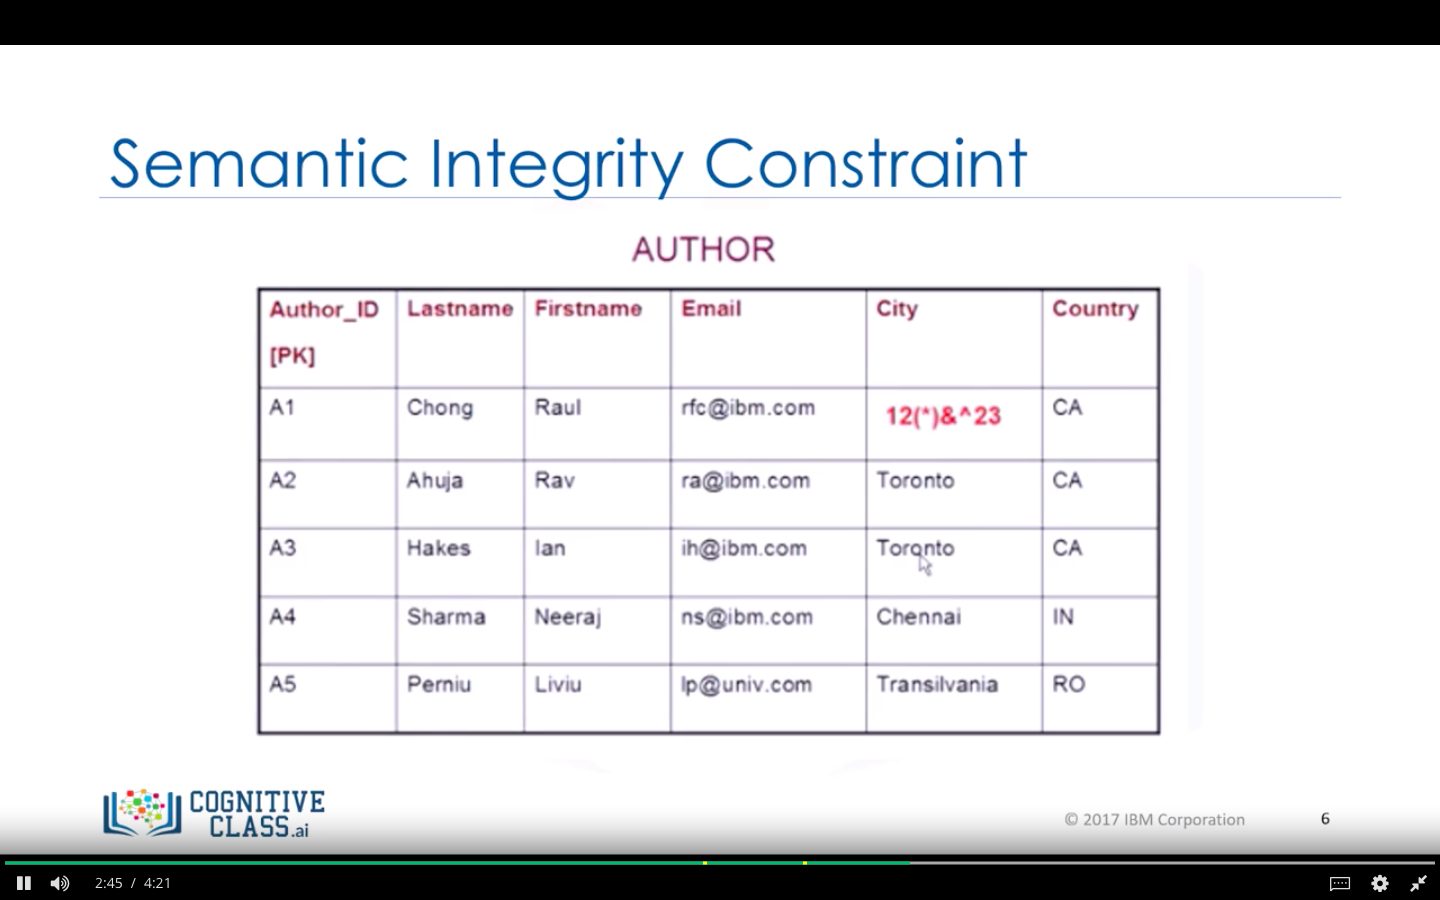 Semantic Integrity Constraint
AUTHOR
Author_ID [PK] Lastname Firstname Email City Country
A1 Chong Raul rfc@ibm.com 12(*)&^23 CA
A2 Ahuja Rav ra@ibm.com Toronto CA
A3 Hakes Ian ih@ibm.com Toronto CA
A4 Sharma Neeraj ns@ibm.com Chennai IN
A5 Perniu Liviu lp@univ.com Transilvania RO
COGNITIVE
CLASS.ai
© 2017 IBM Corporation 6
2:45 / 4:21